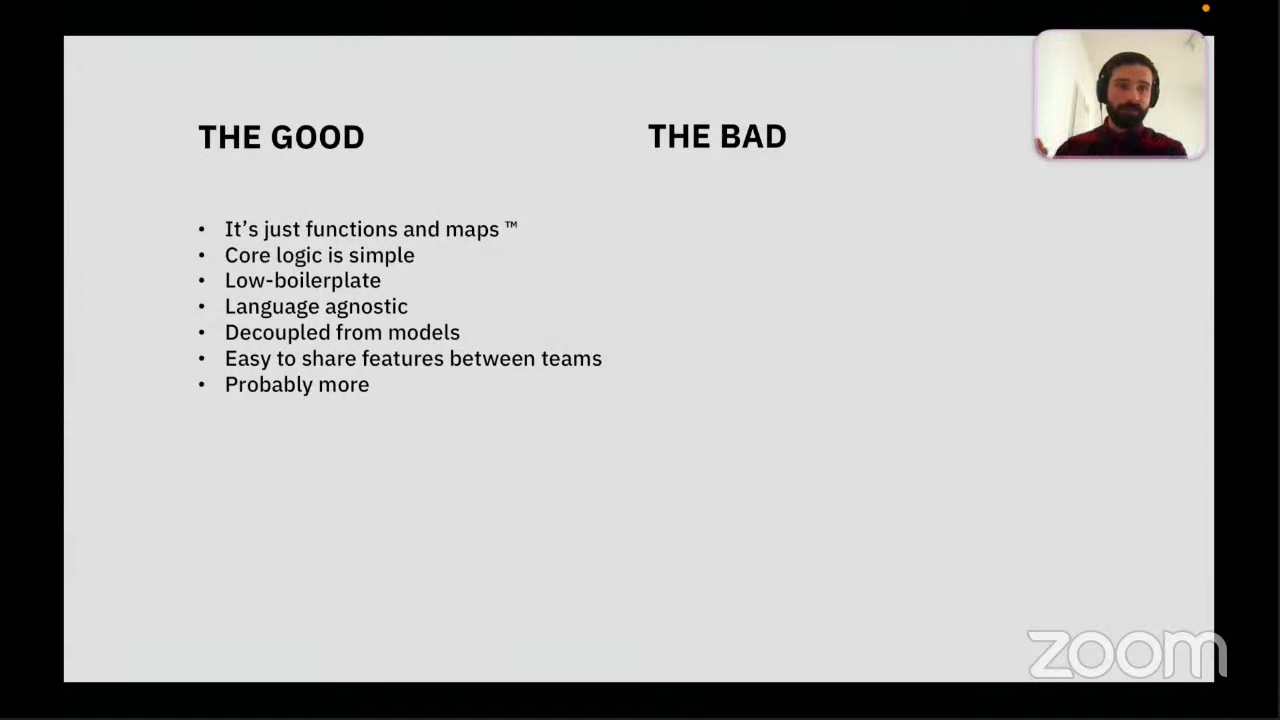 THE GOOD
THE BAD
• It’s just functions and maps ™
• Core logic is simple
• Low-boilerplate
• Language agnostic
• Decoupled from models
• Easy to share features between teams
• Probably more
zoom